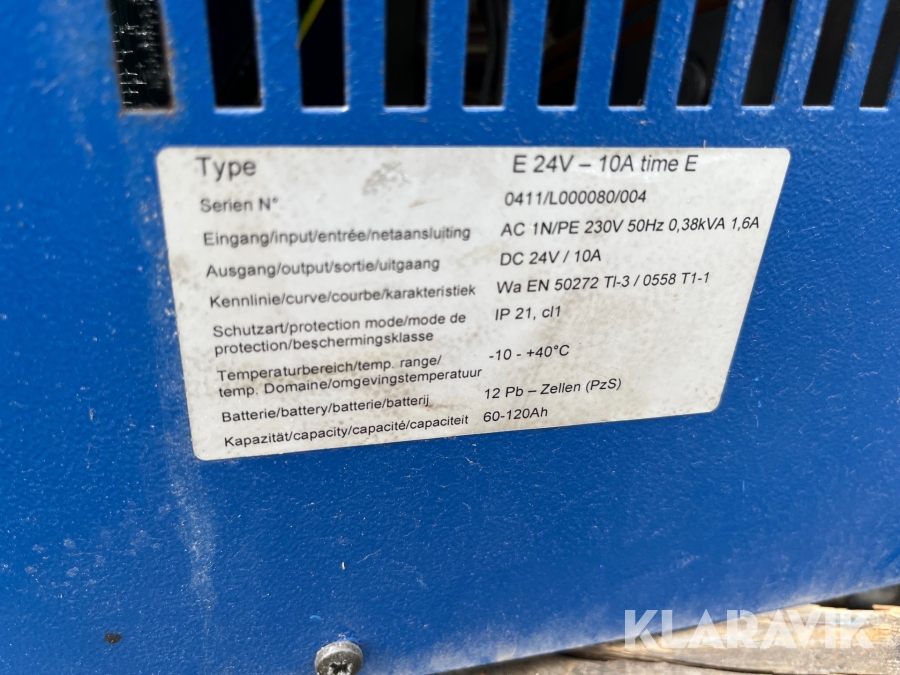 Type E 24V – 10A time E
Serien N° 0411/L000080/004
Eingang/input/entrée/netaansluiting AC 1N/PE 230V 50Hz 0,38kVA 1,6A
Ausgang/output/sortie/uitgaang DC 24V / 10A
Kennlinie/curve/courbe/karakteristiek Wa EN 50272 TI-3 / 0558 T1-1
Schutzart/protection mode/mode de IP 21, cl1
protection/beschermingsklasse
Temperaturbereich/temp. range/ -10 - +40°C
temp. Domaine/omgevingstemperatuur
Batterie/battery/batterie/batterij 12 Pb – Zellen (PzS)
Kapazität/capacity/capacité/capaciteit 60-120Ah
KLARAVIK